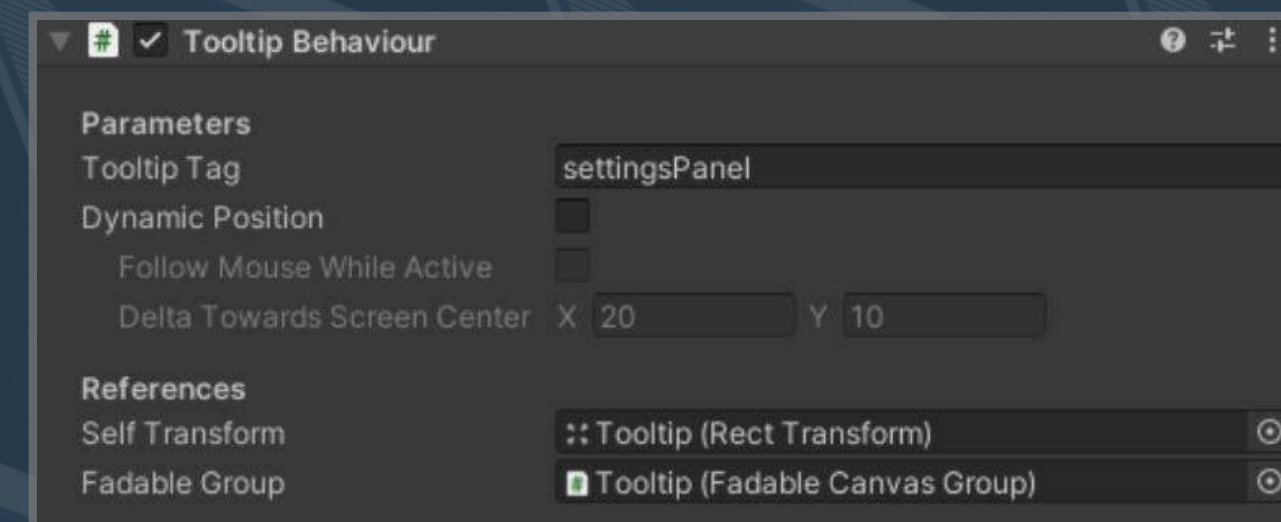 # Tooltip Behaviour
Parameters
Tooltip Tag settingsPanel
Dynamic Position
Follow Mouse While Active
Delta Towards Screen Center X 20 Y 10
References
Self Transform Tooltip (Rect Transform)
Fadable Group # Tooltip (Fadable Canvas Group)